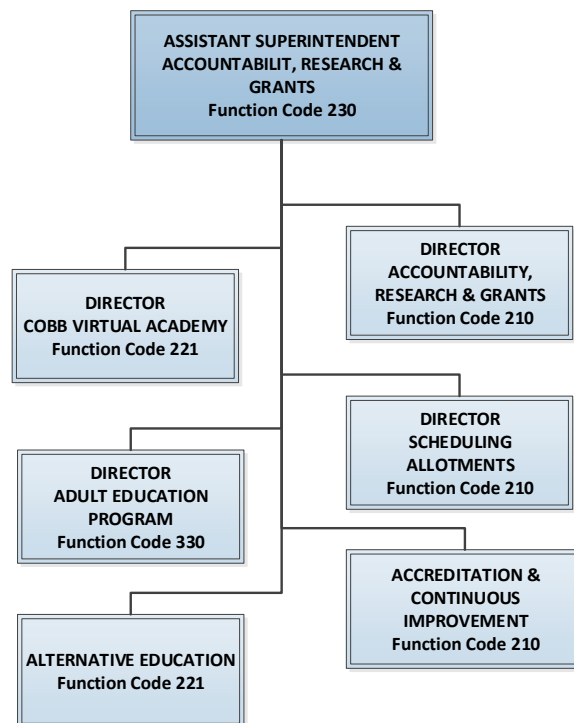 ASSISTANT SUPERINTENDENT
ACCOUNTABILIT, RESEARCH &
GRANTS
Function Code 230
DIRECTOR
ACCOUNTABILITY,
RESEARCH & GRANTS
Function Code 210
DIRECTOR
COBB VIRTUAL ACADEMY
Function Code 221
DIRECTOR
SCHEDULING
ALLOTMENTS
Function Code 210
DIRECTOR
ADULT EDUCATION
PROGRAM
Function Code 330
ACCREDITATION &
CONTINUOUS
IMPROVEMENT
Function Code 210
ALTERNATIVE EDUCATION
Function Code 221